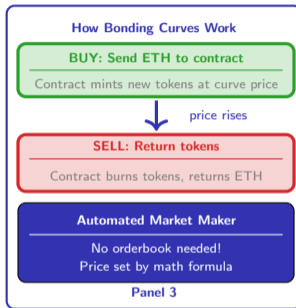 How Bonding Curves Work
BUY: Send ETH to contract
Contract mints new tokens at curve price
price rises
SELL: Return tokens
Contract burns tokens, returns ETH
Automated Market Maker
No orderbook needed!
Price set by math formula
Panel 3